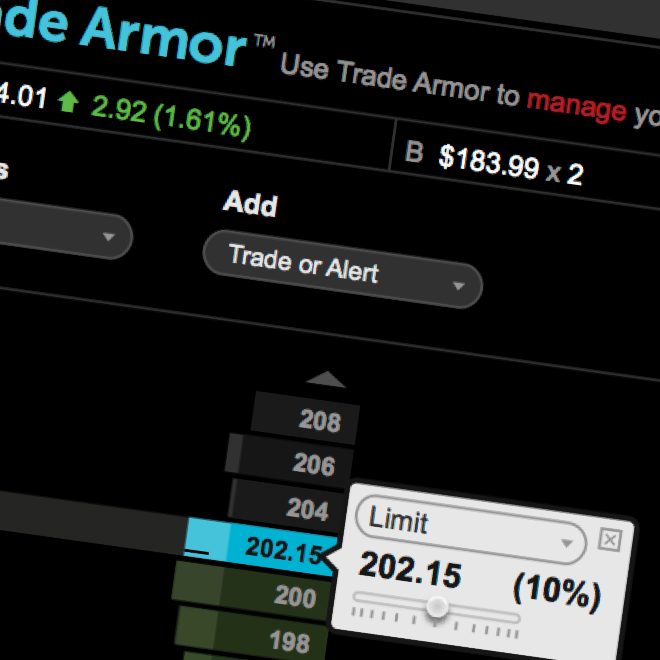 de Armor™ Use Trade Armor to manage yo
4.01 2.92 (1.61%) B $183.99 x 2
s Add
Trade or Alert
208
206
204
202.15
200
198
Limit
202.15 (10%)